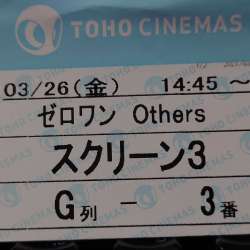 TOHO CINEMAS
03/26(金) 14:45 ～
ゼロワン Others
スクリーン3
G列 － 3番